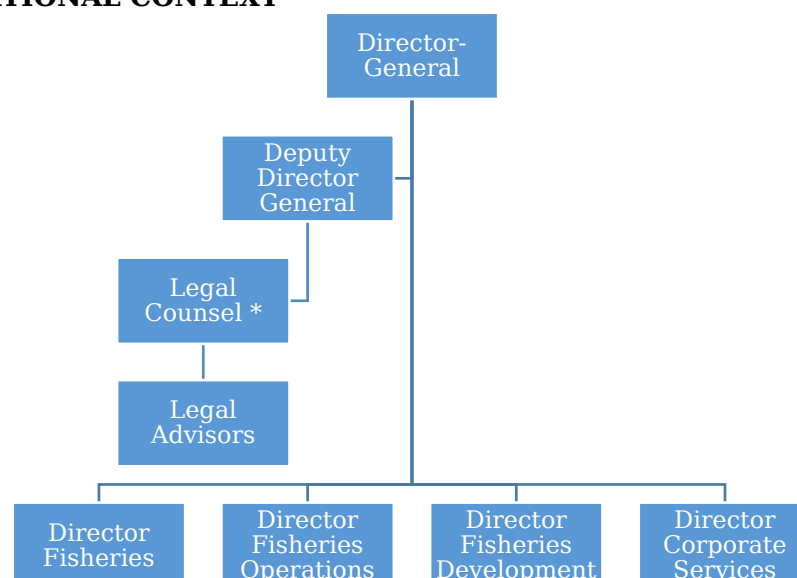 CONTEXT
Director-
General
Deputy
Director
General
Legal
Counsel *
Legal
Advisors
Director
Fisheries
Director
Fisheries
Operations
Director
Fisheries
Development
Director
Corporate
Services